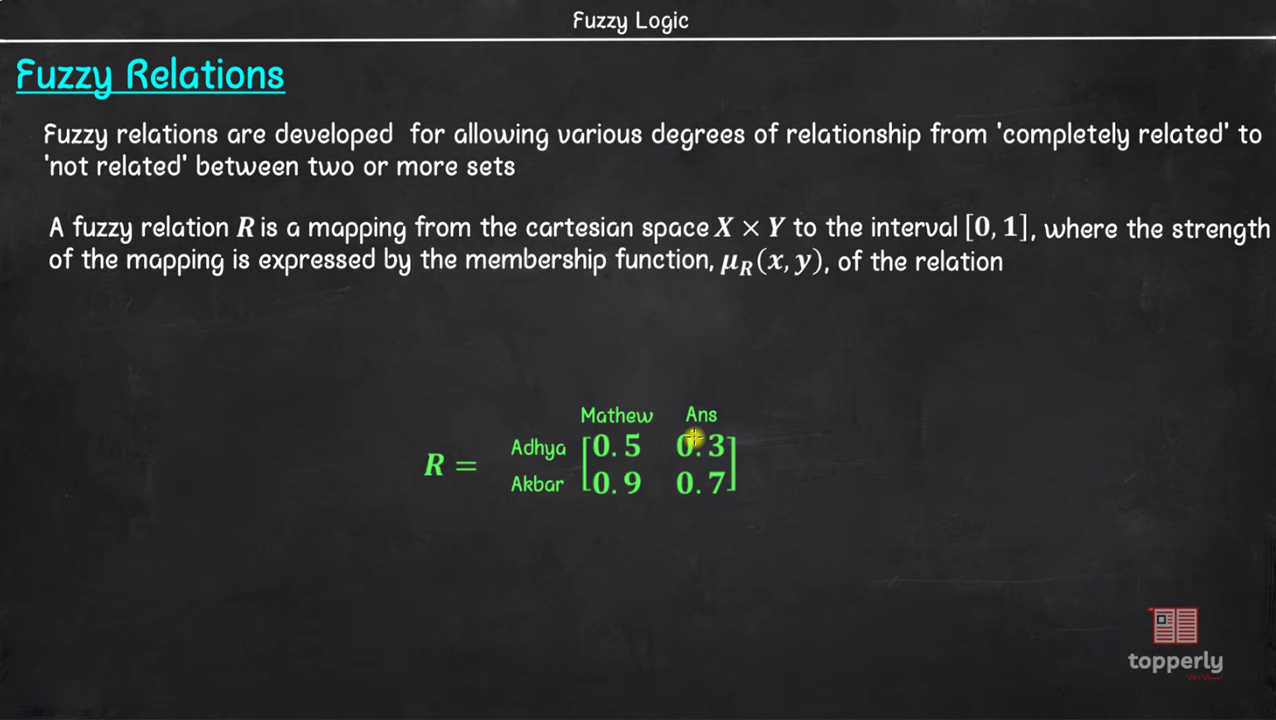 Fuzzy Logic
Fuzzy Relations
Fuzzy relations are developed for allowing various degrees of relationship from 'completely related' to
'not related' between two or more sets
A fuzzy relation R is a mapping from the cartesian space X × Y to the interval [0, 1], where the strength
of the mapping is expressed by the membership function, μR(x, y), of the relation
Mathew Ans
R = Adhya [0.5 0.3]
Akbar [0.9 0.7]
topperly